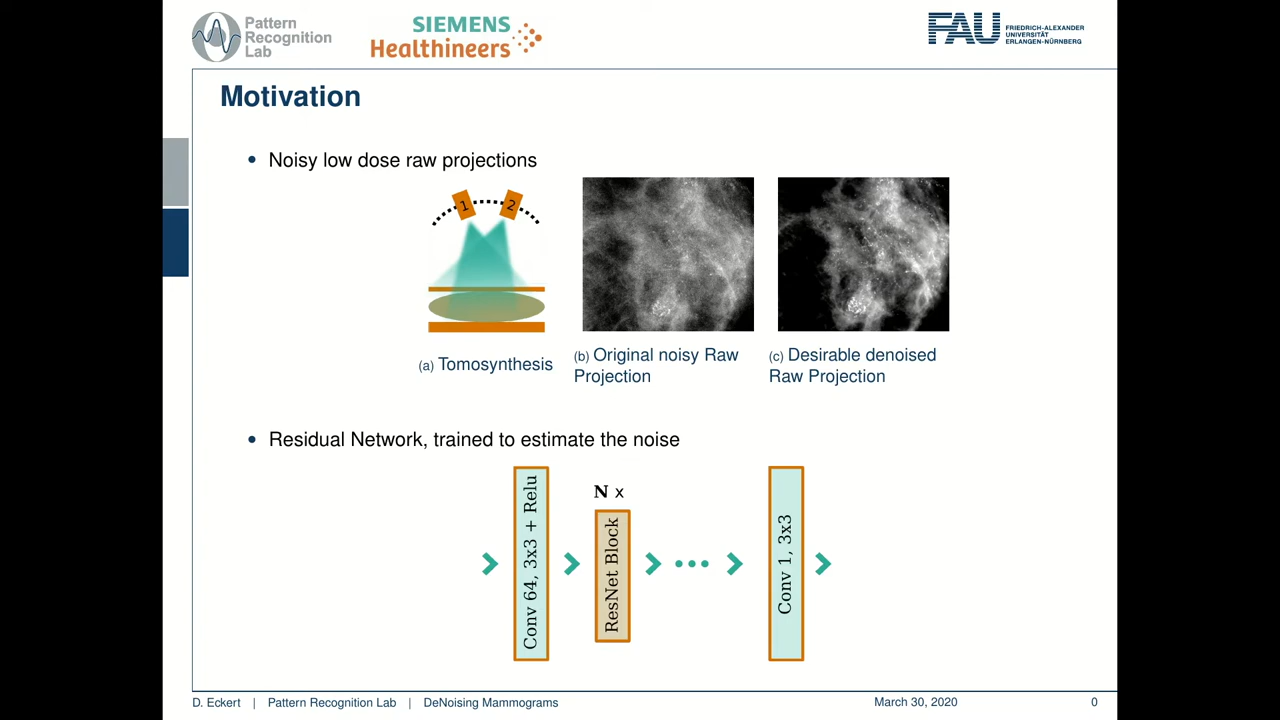 Pattern
Recognition
Lab
SIEMENS
Healthineers
FAU
FRIEDRICH-ALEXANDER
UNIVERSITÄT
ERLANGEN-NÜRNBERG
Motivation
• Noisy low dose raw projections
1 2
(a) Tomosynthesis
(b) Original noisy Raw
Projection
(c) Desirable denoised
Raw Projection
• Residual Network, trained to estimate the noise
Conv 64, 3x3 + Relu
N x
ResNet Block
Conv 1, 3x3
D. Eckert | Pattern Recognition Lab | DeNoising Mammograms March 30, 2020 0